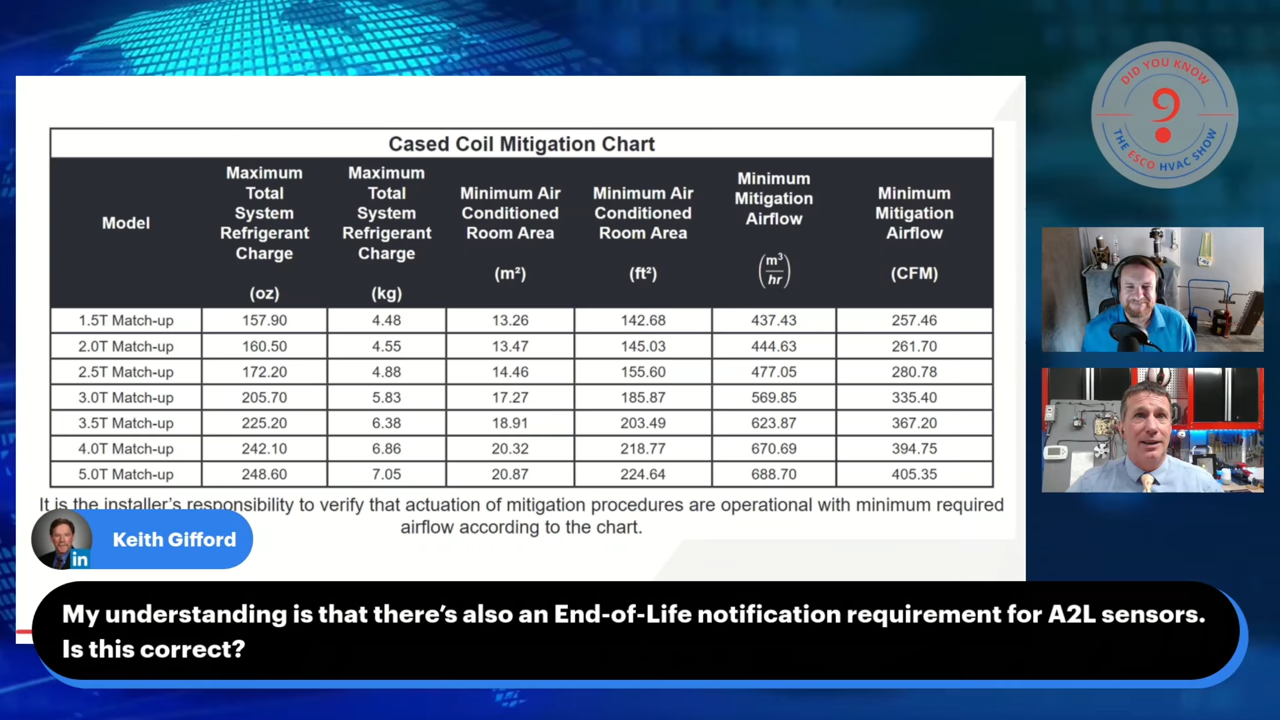 DID YOU KNOW
?
THE ESCO HVAC SHOW
Cased Coil Mitigation Chart
Model
Maximum
Total
System
Refrigerant
Charge
(oz)
Maximum
Total
System
Refrigerant
Charge
(kg)
Minimum Air
Conditioned
Room Area
(m²)
Minimum Air
Conditioned
Room Area
(ft²)
Minimum
Mitigation
Airflow
(m³/hr)
Minimum
Mitigation
Airflow
(CFM)
1.5T Match-up 157.90 4.48 13.26 142.68 437.43 257.46
2.0T Match-up 160.50 4.55 13.47 145.03 444.63 261.70
2.5T Match-up 172.20 4.88 14.46 155.60 477.05 280.78
3.0T Match-up 205.70 5.83 17.27 185.87 569.85 335.40
3.5T Match-up 225.20 6.38 18.91 203.49 623.87 367.20
4.0T Match-up 242.10 6.86 20.32 218.77 670.69 394.75
5.0T Match-up 248.60 7.05 20.87 224.64 688.70 405.35
It is the installer's responsibility to verify that actuation of mitigation procedures are operational with minimum required
airflow according to the chart.
in
Keith Gifford
My understanding is that there's also an End-of-Life notification requirement for A2L sensors.
Is this correct?